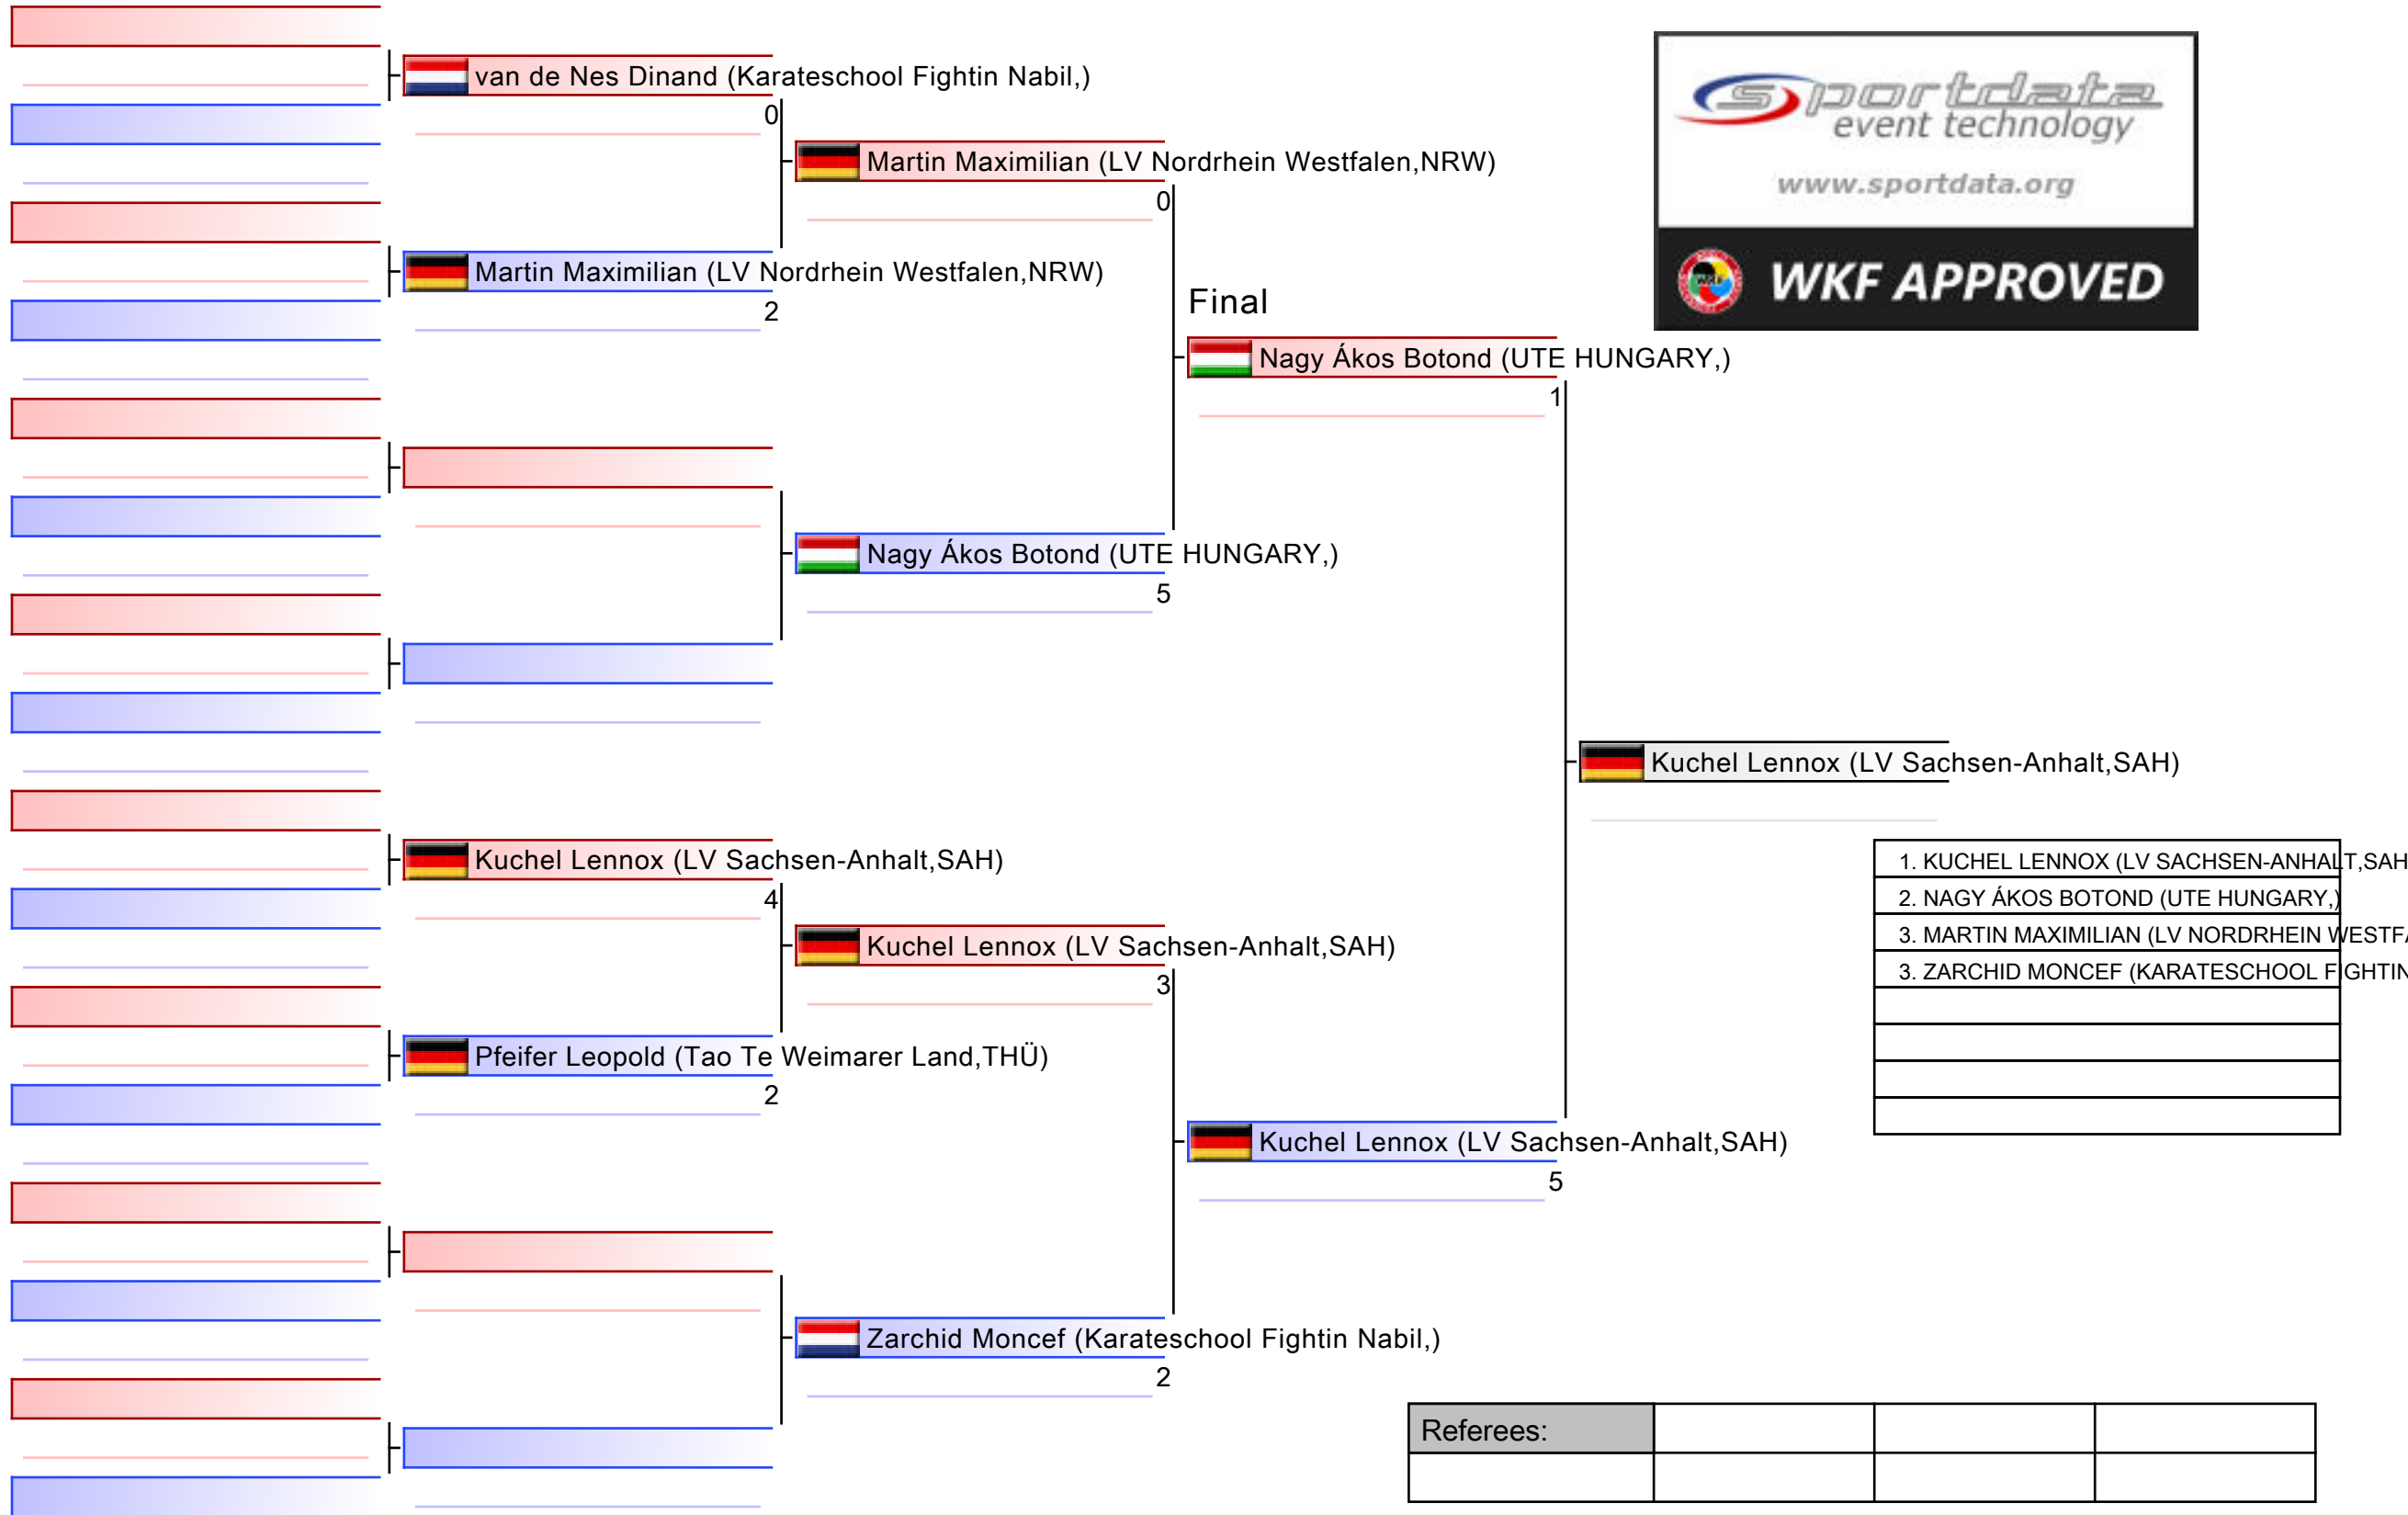 van de Nes Dinand (Karateschool Fightin Nabil,)
0
Martin Maximilian (LV Nordrhein Westfalen,NRW)
2
Martin Maximilian (LV Nordrhein Westfalen,NRW)
0
Nagy Ákos Botond (UTE HUNGARY,)
5
Kuchel Lennox (LV Sachsen-Anhalt,SAH)
4
Pfeifer Leopold (Tao Te Weimarer Land,THÜ)
2
Kuchel Lennox (LV Sachsen-Anhalt,SAH)
3
Zarchid Moncef (Karateschool Fightin Nabil,)
2
Final
Nagy Ákos Botond (UTE HUNGARY,)
1
Kuchel Lennox (LV Sachsen-Anhalt,SAH)
5
Kuchel Lennox (LV Sachsen-Anhalt,SAH)
sportdata
event technology
www.sportdata.org
WKF
WKF APPROVED
1. KUCHEL LENNOX (LV SACHSEN-ANHALT,SAH
2. NAGY ÁKOS BOTOND (UTE HUNGARY,)
3. MARTIN MAXIMILIAN (LV NORDRHEIN WESTFA
3. ZARCHID MONCEF (KARATESCHOOL FIGHTIN
Referees: